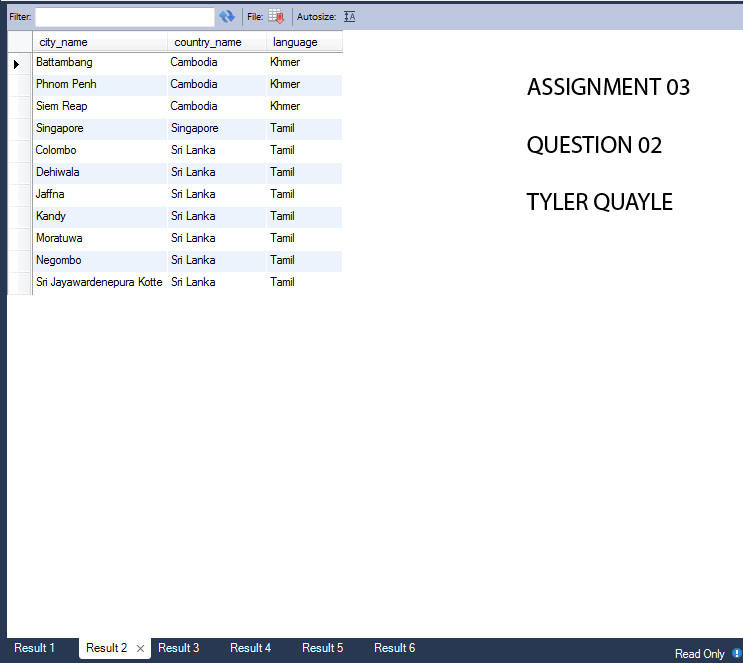 Filter: File: Autosize:
city_name country_name language
Battambang Cambodia Khmer
Phnom Penh Cambodia Khmer
Siem Reap Cambodia Khmer
Singapore Singapore Tamil
Colombo Sri Lanka Tamil
Dehiwala Sri Lanka Tamil
Jaffna Sri Lanka Tamil
Kandy Sri Lanka Tamil
Moratuwa Sri Lanka Tamil
Negombo Sri Lanka Tamil
Sri Jayawardenepura Kotte Sri Lanka Tamil
ASSIGNMENT 03
QUESTION 02
TYLER QUAYLE
Result 1 Result 2 Result 3 Result 4 Result 5 Result 6
Read Only